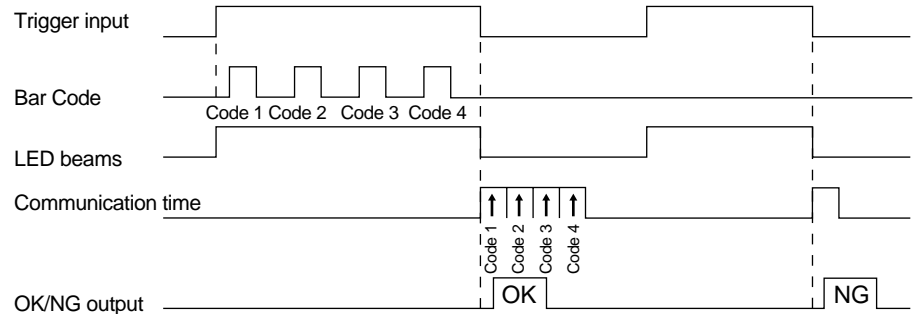 Trigger input
Bar Code
Code 1 Code 2 Code 3 Code 4
LED beams
Communication time
Code 1
Code 2
Code 3
Code 4
OK/NG output
OK
NG